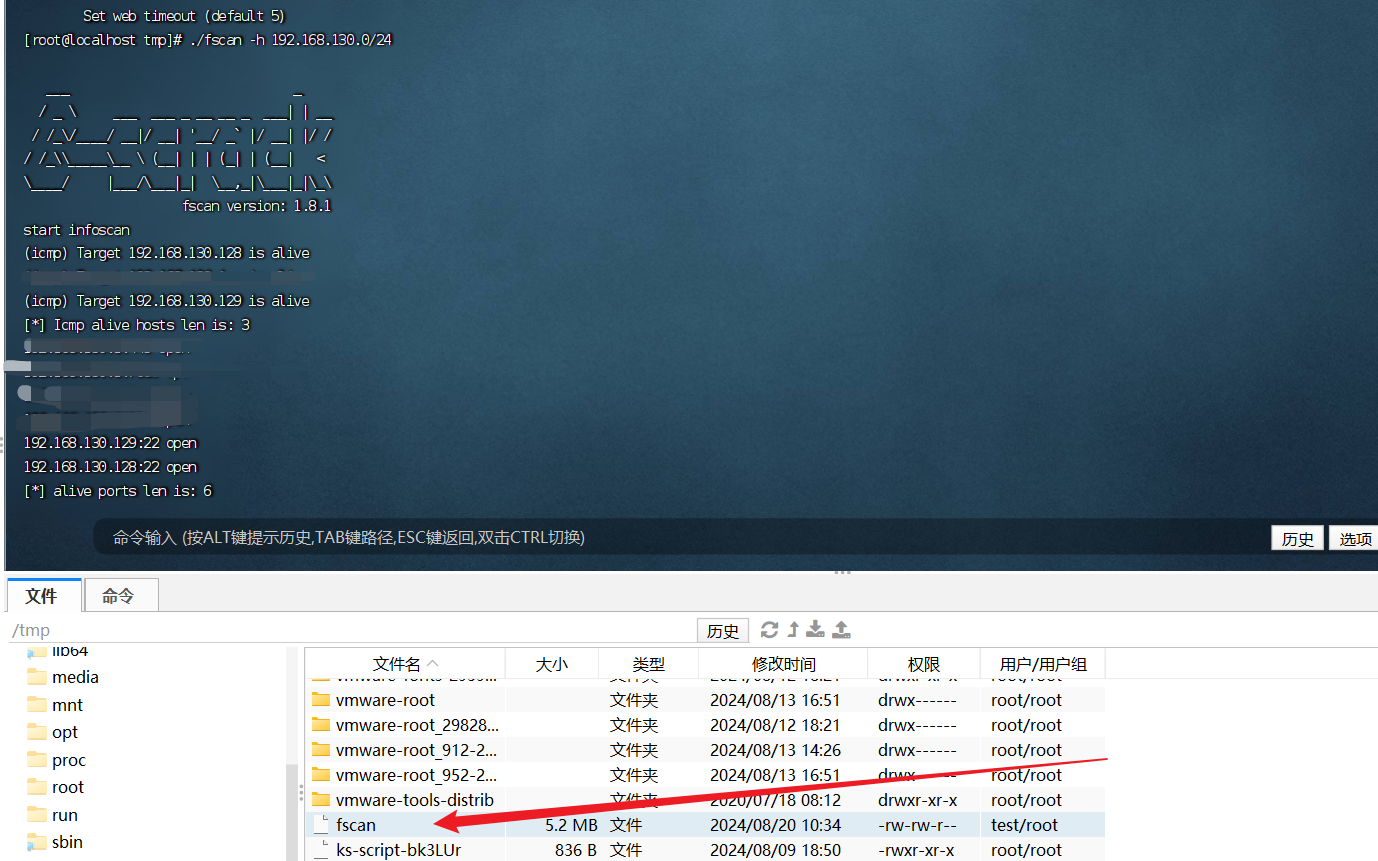 Set web timeout (default 5)
[root@localhost tmp]# ./fscan -h 192.168.130.0/24
fscan version: 1.8.1
start infoscan
(icmp) Target 192.168.130.128 is alive
(icmp) Target 192.168.130.129 is alive
[*] Icmp alive hosts len is: 3
192.168.130.129:22 open
192.168.130.128:22 open
[*] alive ports len is: 6
命令输入 (按ALT键提示历史,TAB键路径,ESC键返回,双击CTRL切换) 历史 选项
文件 命令
/tmp 历史
lib64
media
mnt
opt
proc
root
run
sbin
文件名 大小 类型 修改时间 权限 用户/用户组
vmware-root 文件夹 2024/08/13 16:51 drwx------ root/root
vmware-root_29828... 文件夹 2024/08/12 18:21 drwx------ root/root
vmware-root_912-2... 文件夹 2024/08/13 14:26 drwx------ root/root
vmware-root_952-2... 文件夹 2024/08/13 16:51 drwx------ root/root
vmware-tools-distrib 文件夹 2020/07/18 08:12 drwxr-xr-x root/root
fscan 5.2 MB 文件 2024/08/20 10:34 -rw-rw-r-- test/root
ks-script-bk3LUr 836 B 文件 2024/08/09 18:50 -rwxr-xr-x root/root